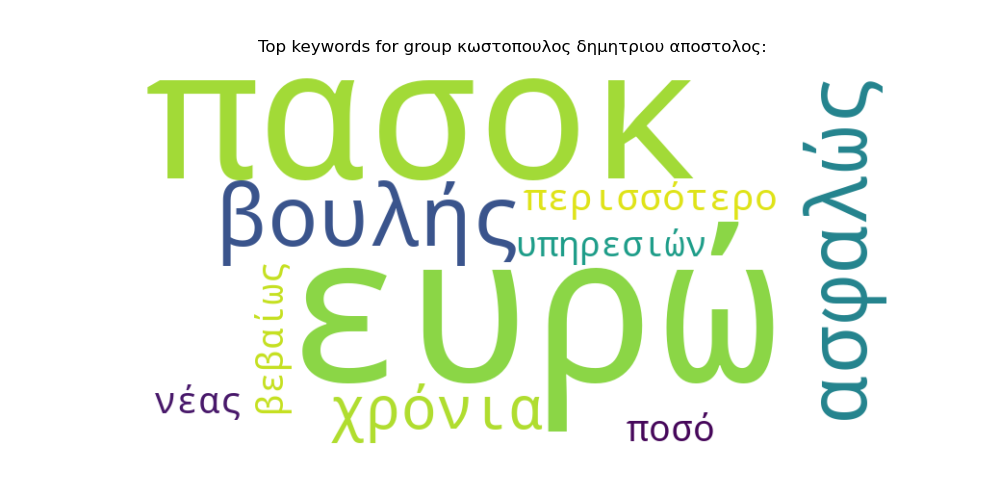 Top keywords for group κωστοπουλος δημητριου αποστολος:
πασοκ
ασφαλώς
βουλής
περισσότερο
υπηρεσιών
ευρώ
βεβαίως
νέας
χρόνια
ποσό